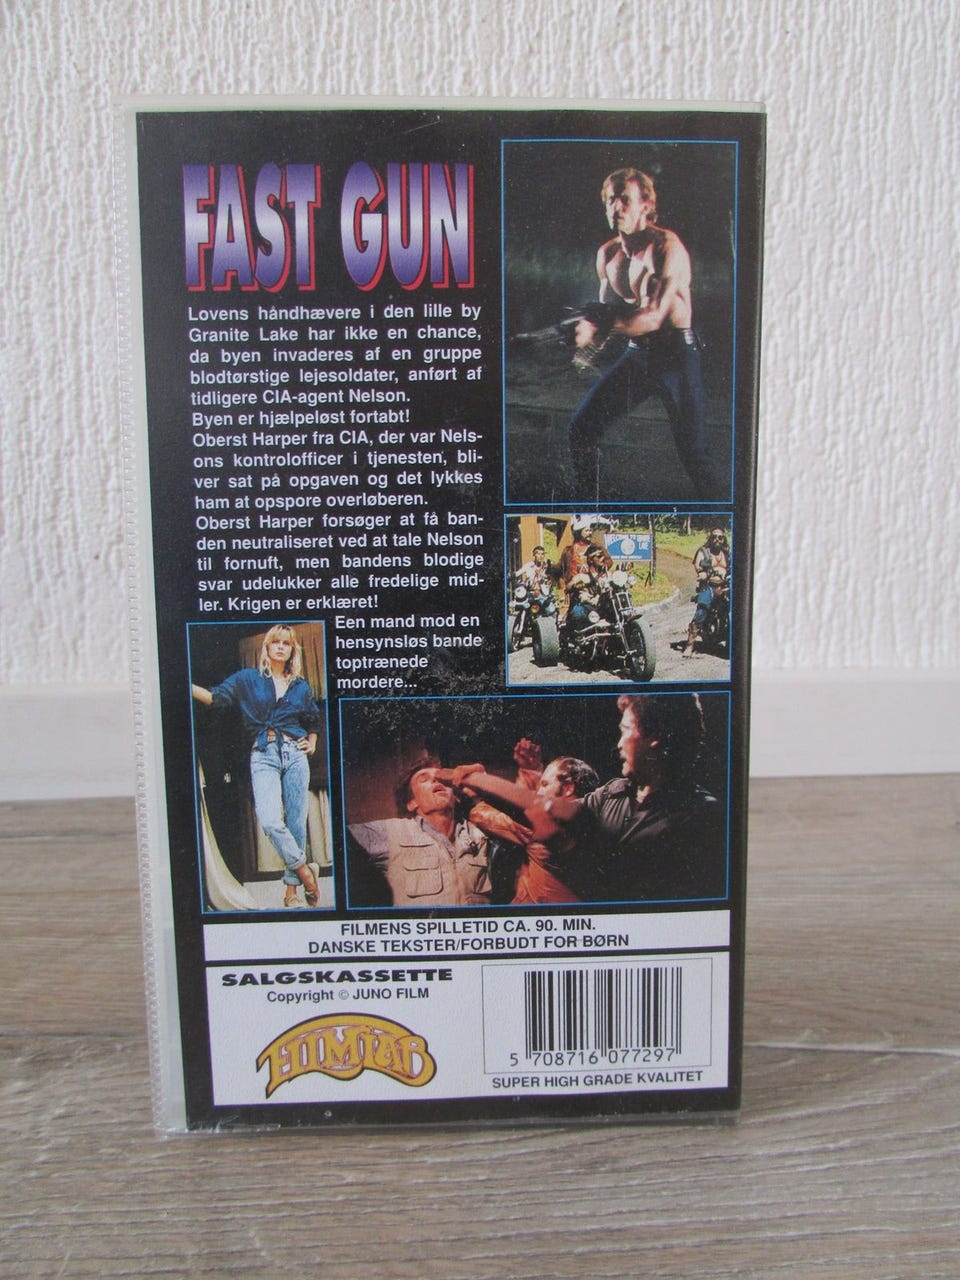 FAST GUN
Lovens håndhævere i den lille by
Granite Lake har ikke en chance,
da byen invaderes af en gruppe
blodtørstige lejesoldater, anført af
tidligere CIA-agent Nelson.
Byen er hjælpeløst fortabt!
Oberst Harper fra CIA, der var Nels-
ons kontrolofficer i tjenesten, bli-
ver sat på opgaven og det lykkes
ham at opspore overløberen.
Oberst Harper forsøger at få ban-
den neutraliseret ved at tale Nelson
til fornuft, men bandens blodige
svar udelukker alle fredelige mid-
ler. Krigen er erklæret!
Een mand mod en
hensynsløs bande
toptrænede
mordere...
FILMENS SPILLETID CA. 90. MIN.
DANSKE TEKSTER/FORBUDT FOR BØRN
SALGSKASSETTE
Copyright © JUNO FILM
FILMLAB
5 708716 077297
SUPER HIGH GRADE KVALITET